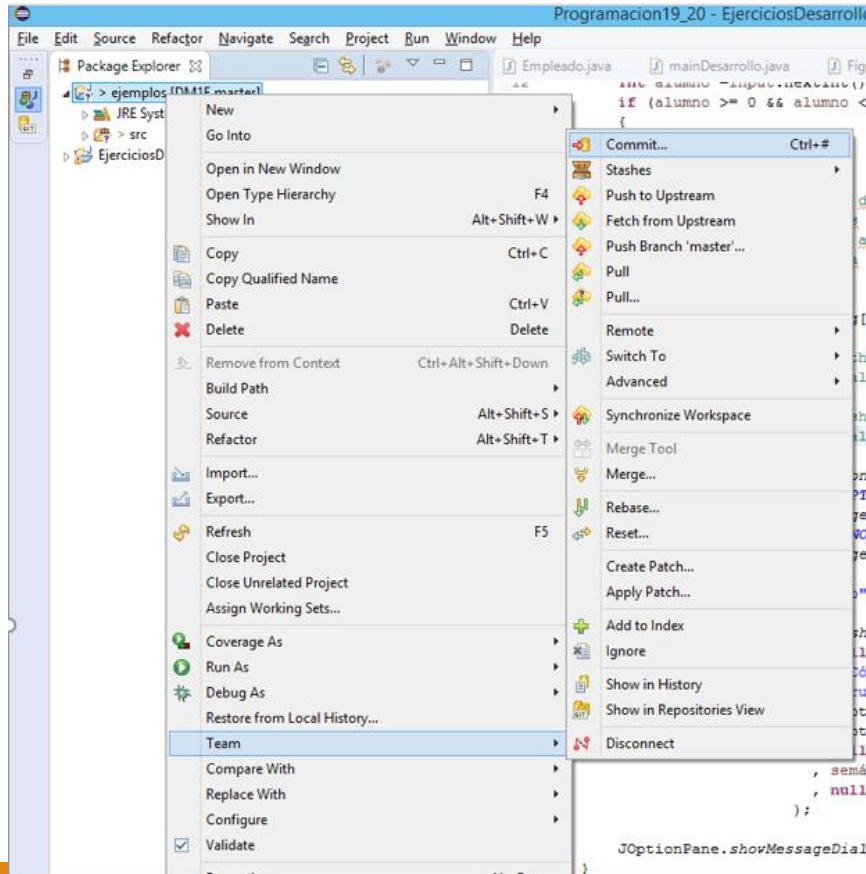 Programacion19_20 - EjerciciosDesarrollo
File Edit Source Refactor Navigate Search Project Run Window Help
Package Explorer
Empleado.java mainDesarrollo.java Fig
> ejemplos [DM1E master]
JRE Syst
> src
EjerciciosD
New
Go Into
Open in New Window
Open Type Hierarchy F4
Show In Alt+Shift+W
Copy Ctrl+C
Copy Qualified Name
Paste Ctrl+V
Delete Delete
Remove from Context Ctrl+Alt+Shift+Down
Build Path
Source Alt+Shift+S
Refactor Alt+Shift+T
Import...
Export...
Refresh F5
Close Project
Close Unrelated Project
Assign Working Sets...
Coverage As
Run As
Debug As
Restore from Local History...
Team
Compare With
Replace With
Configure
Validate
Commit... Ctrl+#
Stashes
Push to Upstream
Fetch from Upstream
Push Branch 'master'...
Pull
Pull...
Remote
Switch To
Advanced
Synchronize Workspace
Merge Tool
Merge...
Rebase...
Reset...
Create Patch...
Apply Patch...
Add to Index
Ignore
Show in History
Show in Repositories View
Disconnect
12 int alumno =input.nextInt()
if (alumno >= 0 && alumno <
{
, semá
, null
);
JOptionPane.showMessageDial
}